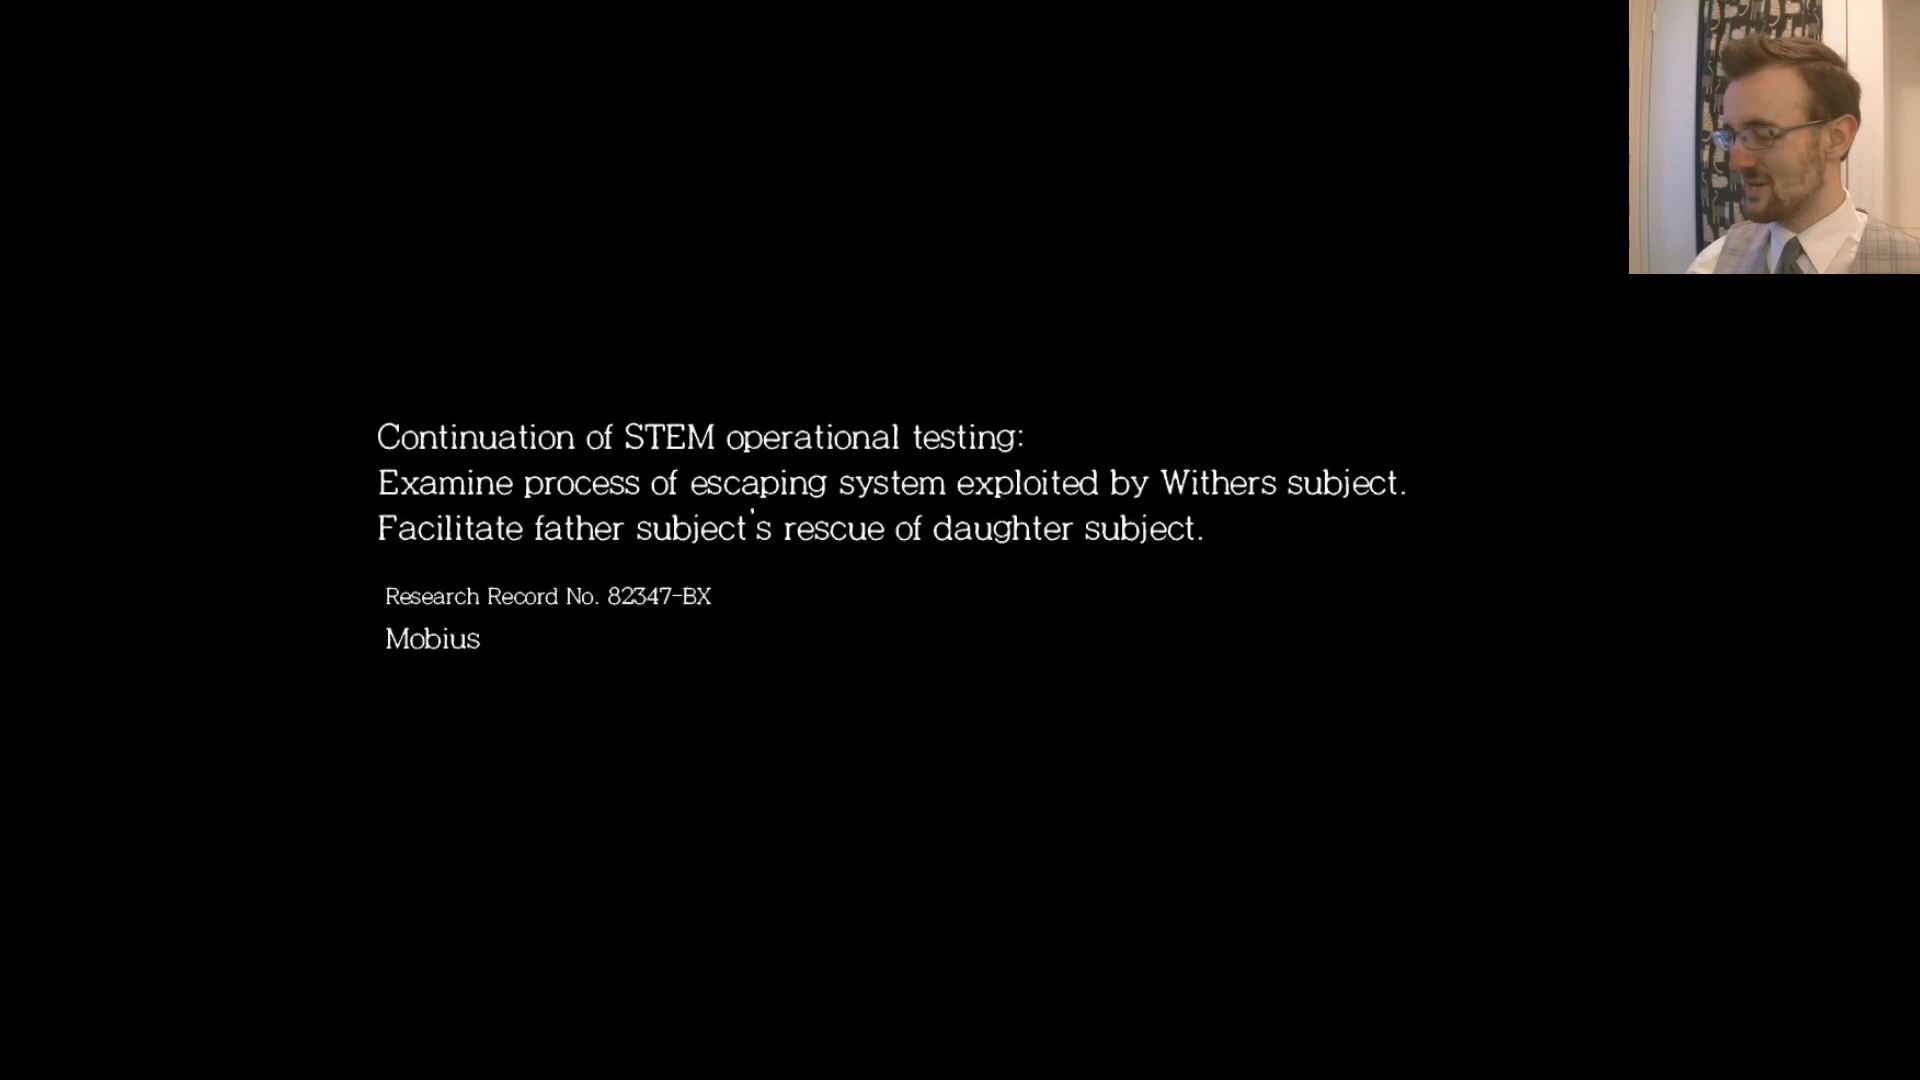 Continuation of STEM operational testing:
Examine process of escaping system exploited by Withers subject.
Facilitate father subject's rescue of daughter subject.
Research Record No. 82347-BX
Mobius